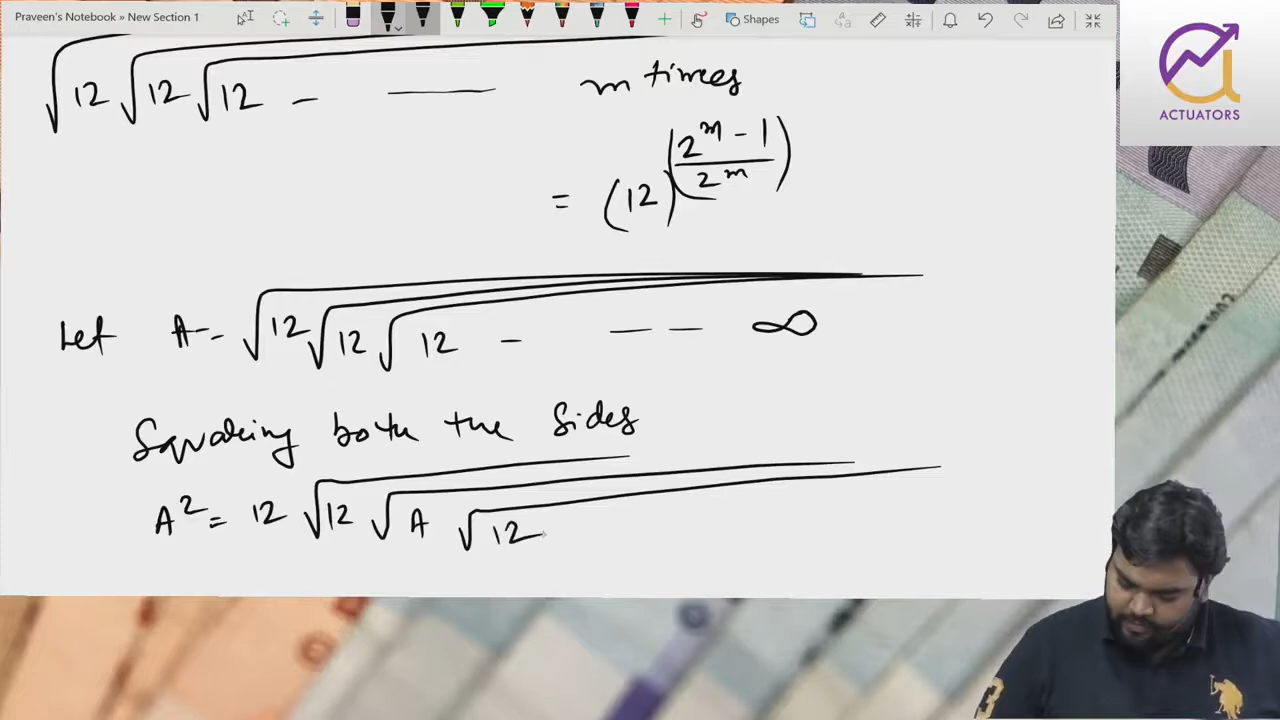 Praveen's Notebook » New Section 1
Shapes
ACTUATORS
√12√12√12 - —— m times
= (12)^((2^m - 1)/(2^m))
Let A = √12√12√12 - — — ∞
Squaring both the Sides
A² = 12 √12 √A √12
3